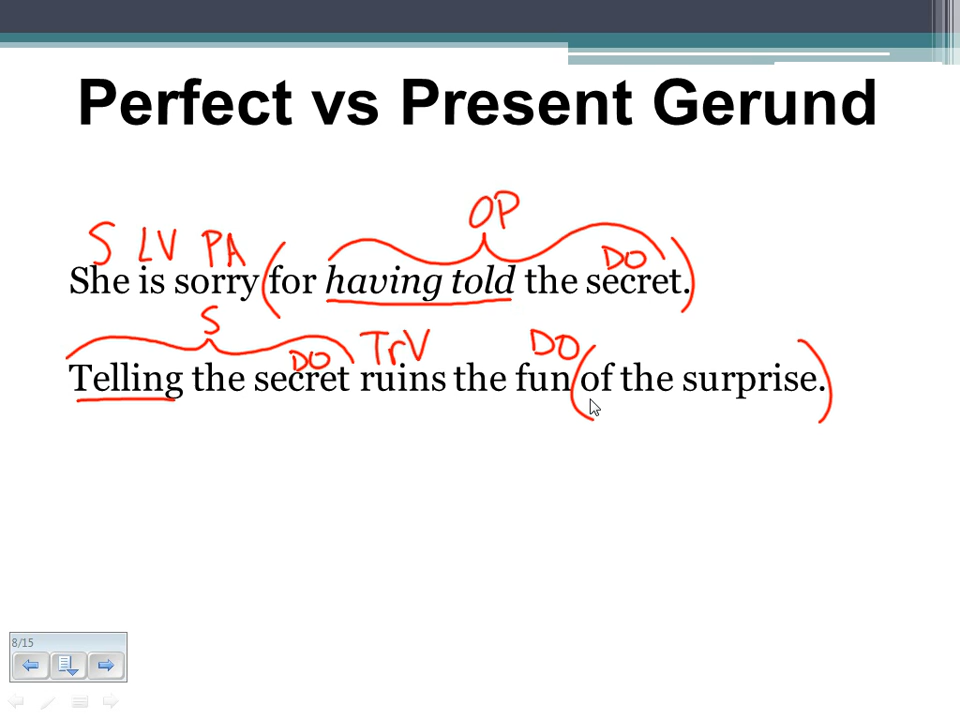 Perfect vs Present Gerund
OP
S LV PA DO
She is sorry (for having told the secret.)
S
DO TrV DO
Telling the secret ruins the fun (of the surprise.)
8/15